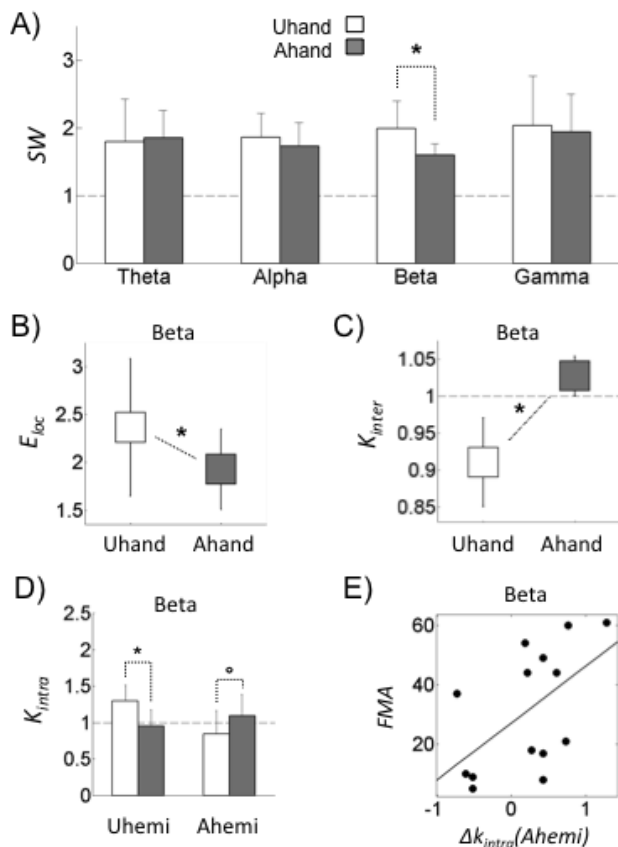 A)
Uhand
Ahand
*
SW
3
2
1
0
Theta Alpha Beta Gamma
B)
Beta
E_loc
3
2.5
2
1.5
*
Uhand Ahand
C)
Beta
K_inter
1.05
1
0.95
0.9
0.85
*
Uhand Ahand
D)
Beta
K_intra
2.5
2
1.5
1
0.5
0
* °
Uhemi Ahemi
E)
Beta
FMA
60
40
20
-1 0 1
Δk_intra(Ahemi)